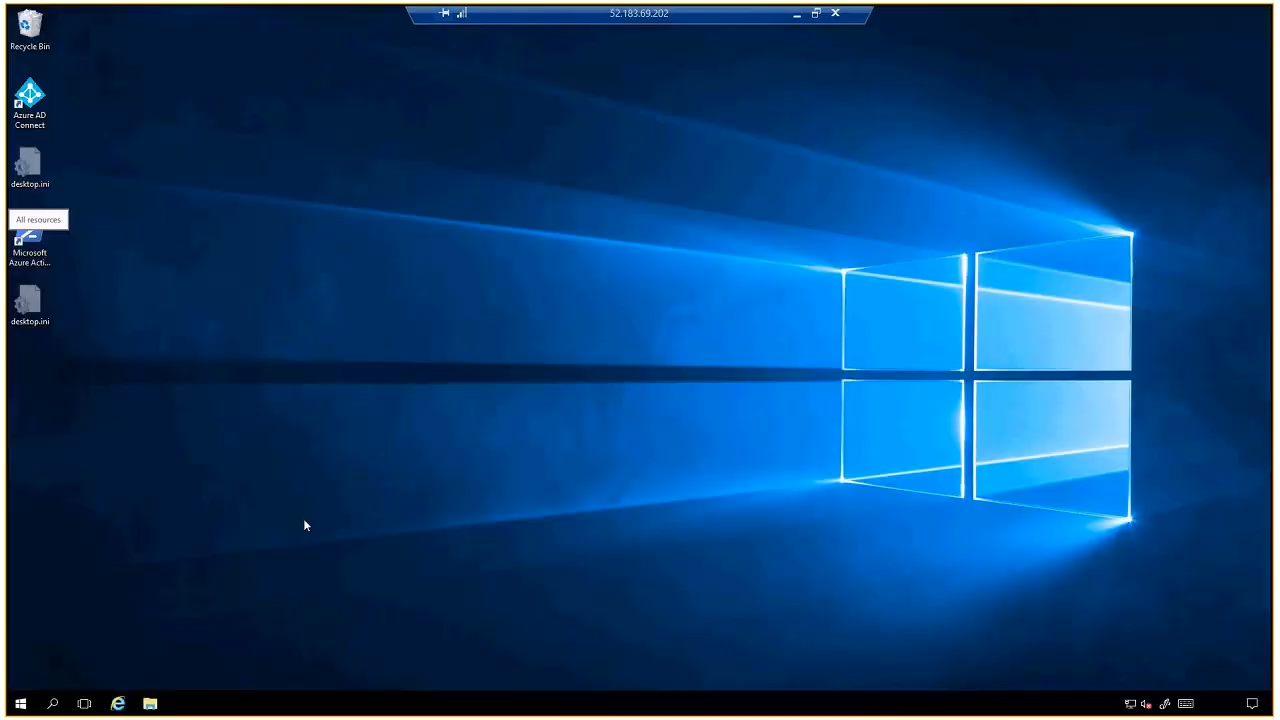 52.183.69.202
Recycle Bin
Azure AD
Connect
desktop.ini
All resources
Microsoft
Azure Acti...
desktop.ini